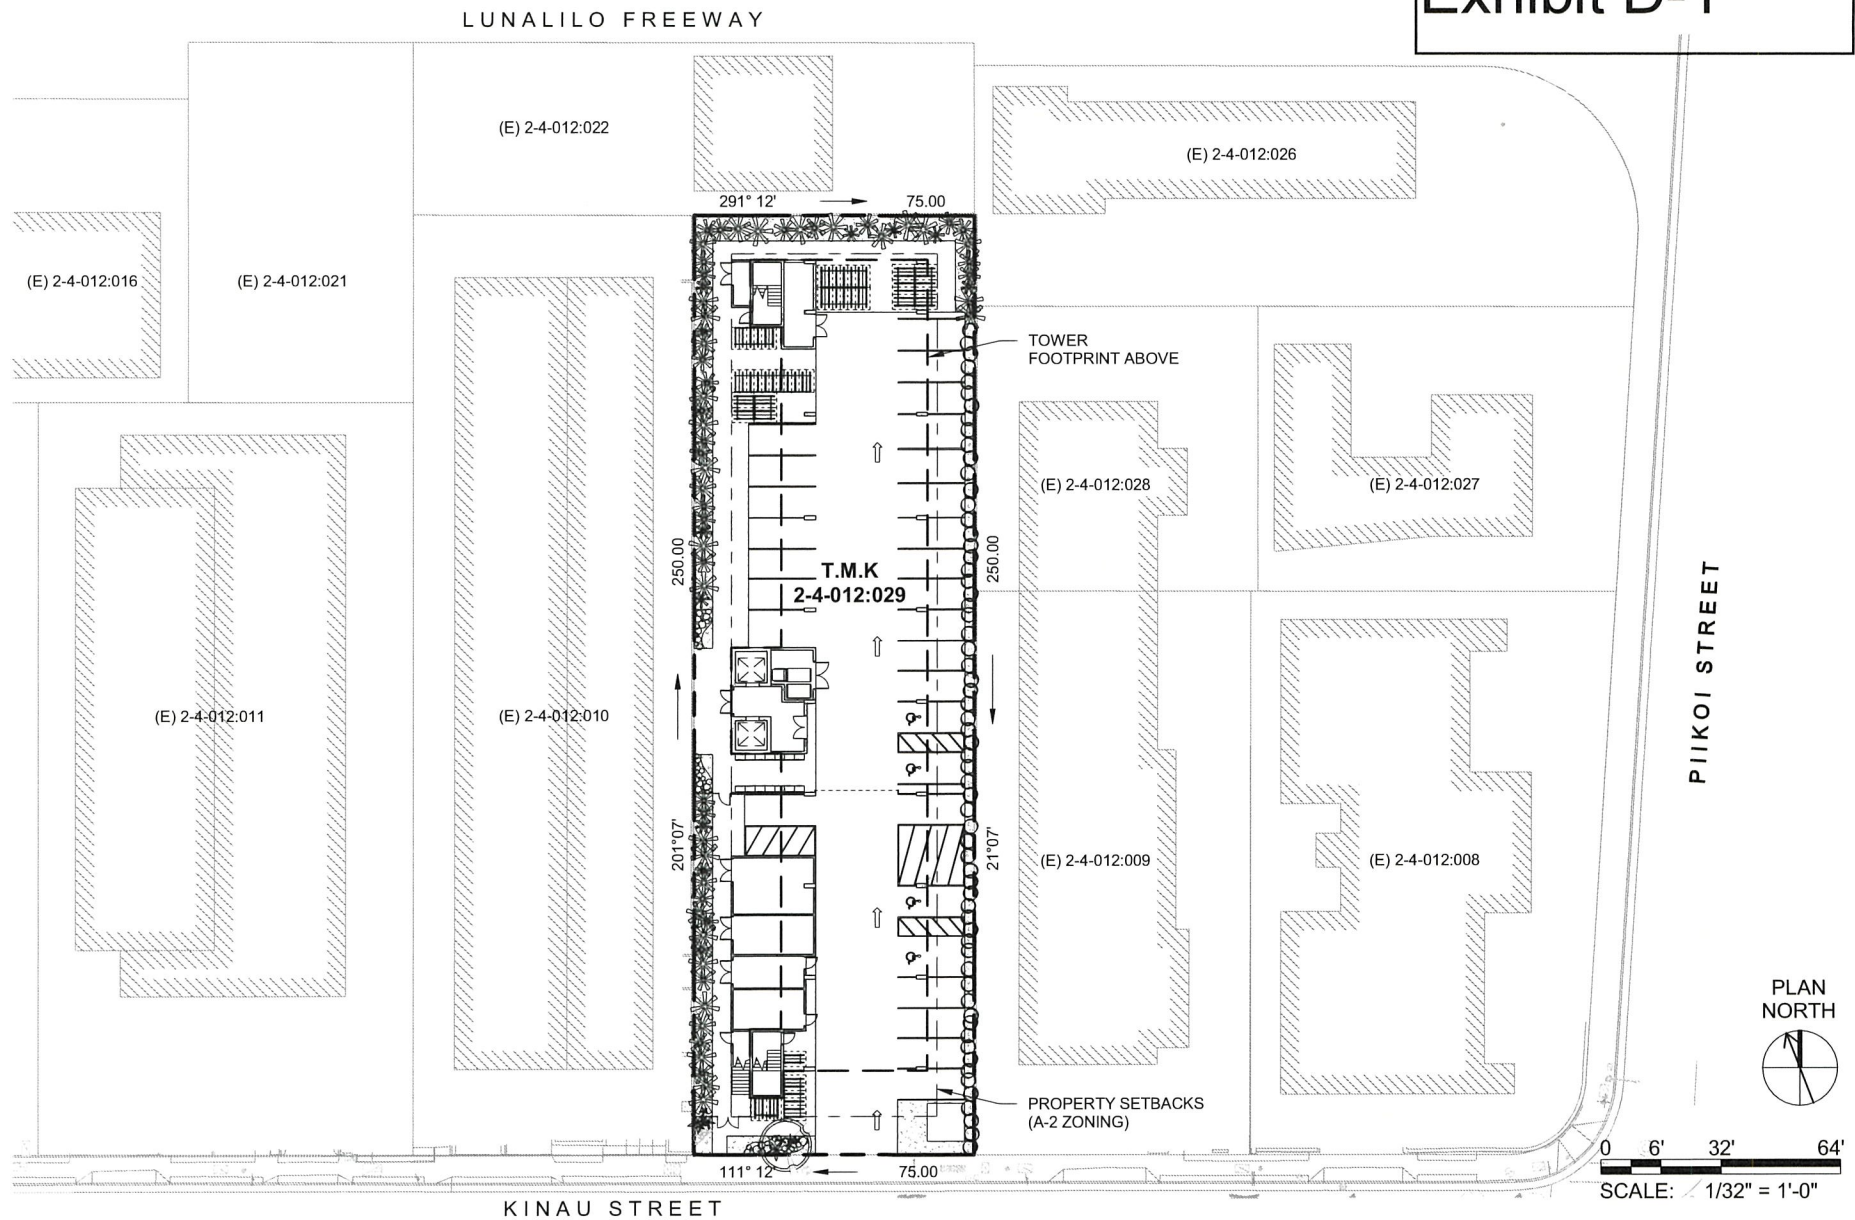 LUNALILO FREEWAY
Exhibit D-1
(E) 2-4-012:022
(E) 2-4-012:026
291° 12'
75.00
(E) 2-4-012:016
(E) 2-4-012:021
TOWER
FOOTPRINT ABOVE
(E) 2-4-012:028
(E) 2-4-012:027
250.00
250.00
T.M.K
2-4-012:029
PIIKOI STREET
(E) 2-4-012:011
(E) 2-4-012:010
201°07'
21°07'
(E) 2-4-012:009
(E) 2-4-012:008
PLAN
NORTH
PROPERTY SETBACKS
(A-2 ZONING)
0 6' 32' 64'
SCALE: 1/32" = 1'-0"
111° 12'
75.00
KINAU STREET